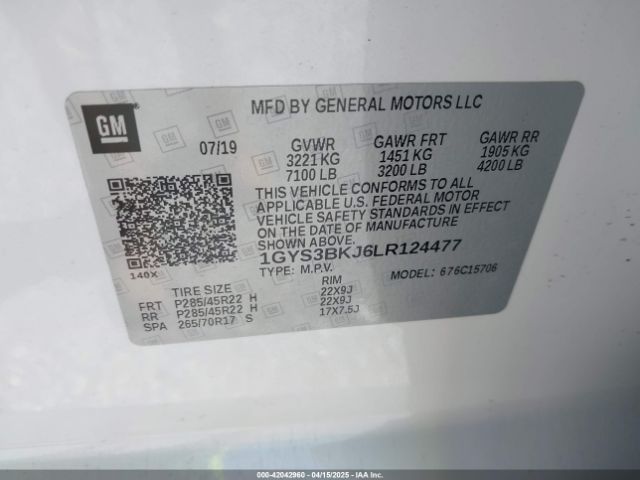 GM
MFD BY GENERAL MOTORS LLC
07/19 GVWR GAWR FRT GAWR RR
3221 KG 1451 KG 1905 KG
7100 LB 3200 LB 4200 LB
THIS VEHICLE CONFORMS TO ALL
APPLICABLE U.S. FEDERAL MOTOR
VEHICLE SAFETY STANDARDS IN EFFECT
ON THE DATE OF MANUFACTURE
1GYS3BKJ6LR124477
TYPE: M.P.V. MODEL: 676C15706
140X
TIRE SIZE RIM
FRT P285/45R22 H 22X9J
RR P285/45R22 H 22X9J
SPA 265/70R17 S 17X7.5J
000-42042960 - 04/15/2025 - IAAI, Inc.